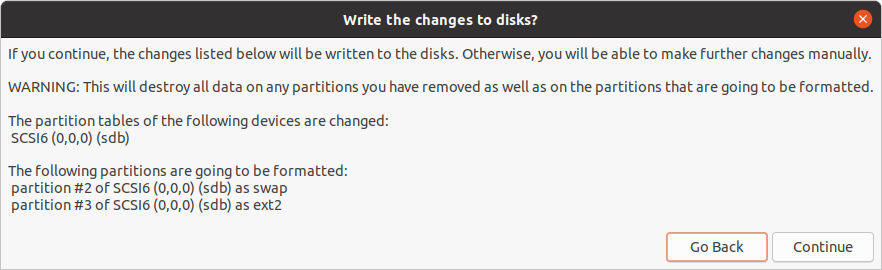 Write the changes to disks?
If you continue, the changes listed below will be written to the disks. Otherwise, you will be able to make further changes manually.
WARNING: This will destroy all data on any partitions you have removed as well as on the partitions that are going to be formatted.
The partition tables of the following devices are changed:
SCSI6 (0,0,0) (sdb)
The following partitions are going to be formatted:
partition #2 of SCSI6 (0,0,0) (sdb) as swap
partition #3 of SCSI6 (0,0,0) (sdb) as ext2
Go Back Continue